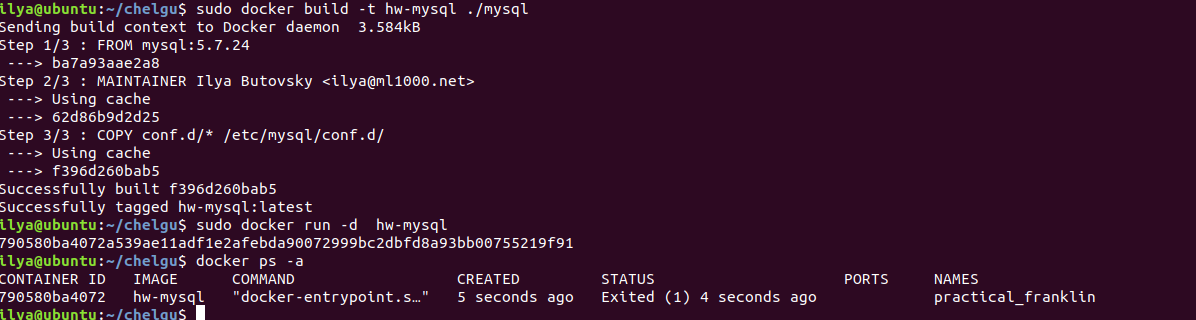 ilya@ubuntu:~/chelgu$ sudo docker build -t hw-mysql ./mysql
Sending build context to Docker daemon  3.584kB
Step 1/3 : FROM mysql:5.7.24
 ---> ba7a93aae2a8
Step 2/3 : MAINTAINER Ilya Butovsky <ilya@ml1000.net>
 ---> Using cache
 ---> 62d86b9d2d25
Step 3/3 : COPY conf.d/* /etc/mysql/conf.d/
 ---> Using cache
 ---> f396d260bab5
Successfully built f396d260bab5
Successfully tagged hw-mysql:latest
ilya@ubuntu:~/chelgu$ sudo docker run -d  hw-mysql
790580ba4072a539ae11adf1e2afebda90072999bc2dbfd8a93bb00755219f91
ilya@ubuntu:~/chelgu$ docker ps -a
CONTAINER ID   IMAGE      COMMAND                  CREATED         STATUS                     PORTS     NAMES
790580ba4072   hw-mysql   "docker-entrypoint.s…"   5 seconds ago   Exited (1) 4 seconds ago             practical_franklin
ilya@ubuntu:~/chelgu$